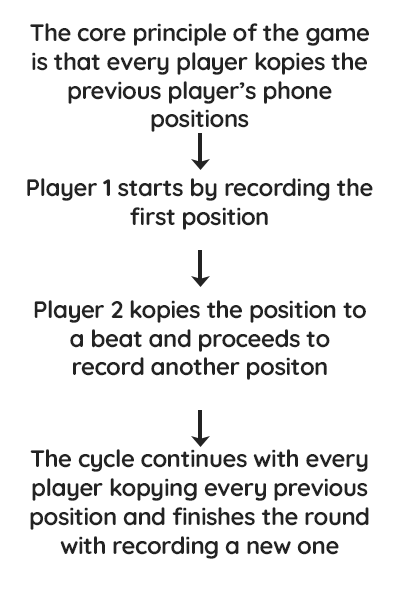 The core principle of the game
is that every player kopies the
previous player's phone
positions
Player 1 starts by recording the
first position
Player 2 kopies the position to
a beat and proceeds to
record another positon
The cycle continues with every
player kopying every previous
position and finishes the round
with recording a new one